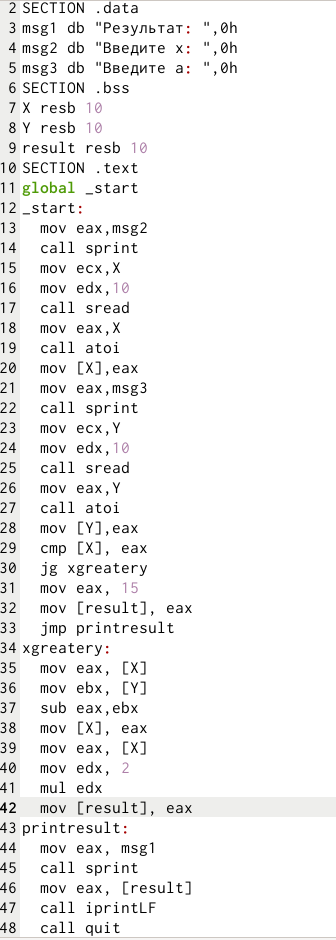 2 SECTION .data
3 msg1 db "Результат: ",0h
4 msg2 db "Введите x: ",0h
5 msg3 db "Введите a: ",0h
6 SECTION .bss
7 X resb 10
8 Y resb 10
9 result resb 10
10 SECTION .text
11 global _start
12 _start:
13 mov eax,msg2
14 call sprint
15 mov ecx,X
16 mov edx,10
17 call sread
18 mov eax,X
19 call atoi
20 mov [X],eax
21 mov eax,msg3
22 call sprint
23 mov ecx,Y
24 mov edx,10
25 call sread
26 mov eax,Y
27 call atoi
28 mov [Y],eax
29 cmp [X], eax
30 jg xgreatery
31 mov eax, 15
32 mov [result], eax
33 jmp printresult
34 xgreatery:
35 mov eax, [X]
36 mov ebx, [Y]
37 sub eax,ebx
38 mov [X], eax
39 mov eax, [X]
40 mov edx, 2
41 mul edx
42 mov [result], eax
43 printresult:
44 mov eax, msg1
45 call sprint
46 mov eax, [result]
47 call iprintLF
48 call quit